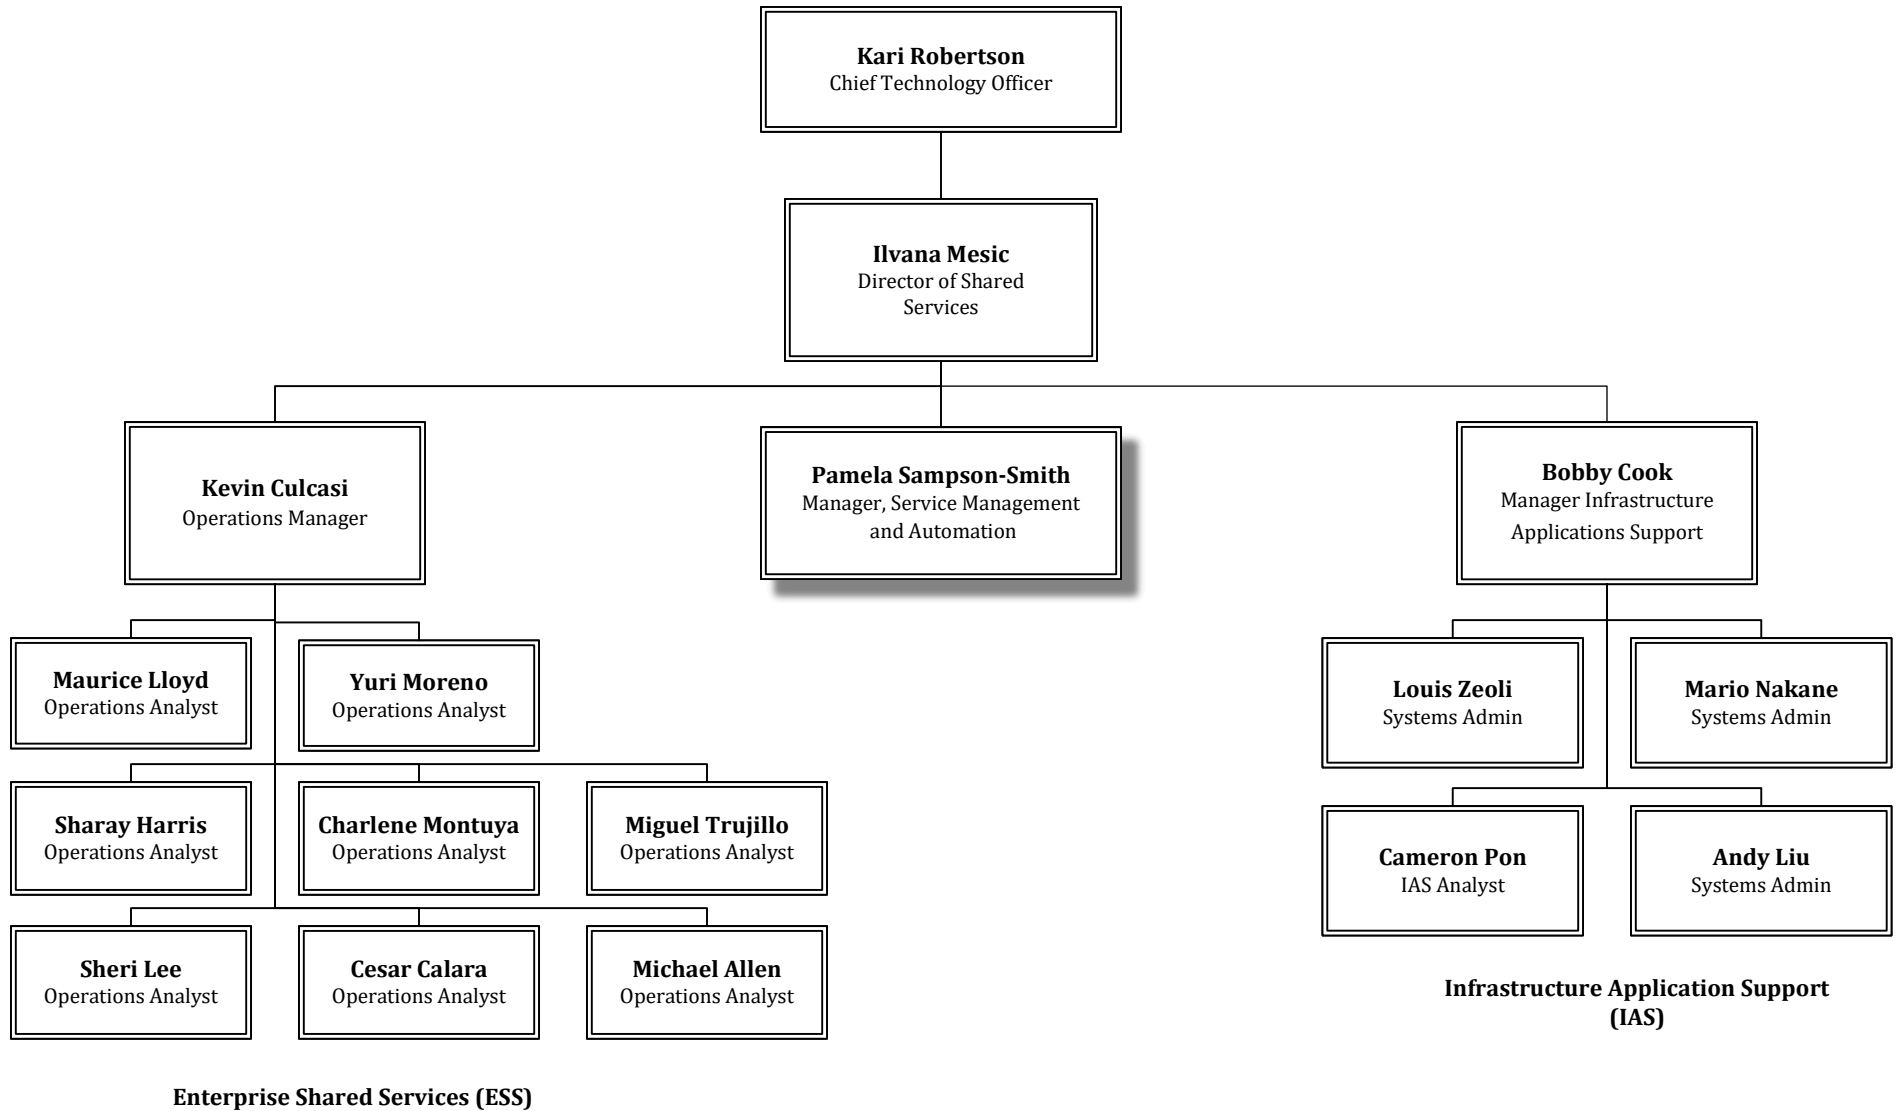 Kari Robertson
Chief Technology Officer
Ilvana Mesic
Director of Shared
Services
Kevin Culcasi
Operations Manager
Pamela Sampson-Smith
Manager, Service Management
and Automation
Bobby Cook
Manager Infrastructure
Applications Support
Maurice Lloyd
Operations Analyst
Yuri Moreno
Operations Analyst
Sharay Harris
Operations Analyst
Charlene Montuya
Operations Analyst
Miguel Trujillo
Operations Analyst
Sheri Lee
Operations Analyst
Cesar Calara
Operations Analyst
Michael Allen
Operations Analyst
Enterprise Shared Services (ESS)
Louis Zeoli
Systems Admin
Mario Nakane
Systems Admin
Cameron Pon
IAS Analyst
Andy Liu
Systems Admin
Infrastructure Application Support
(IAS)